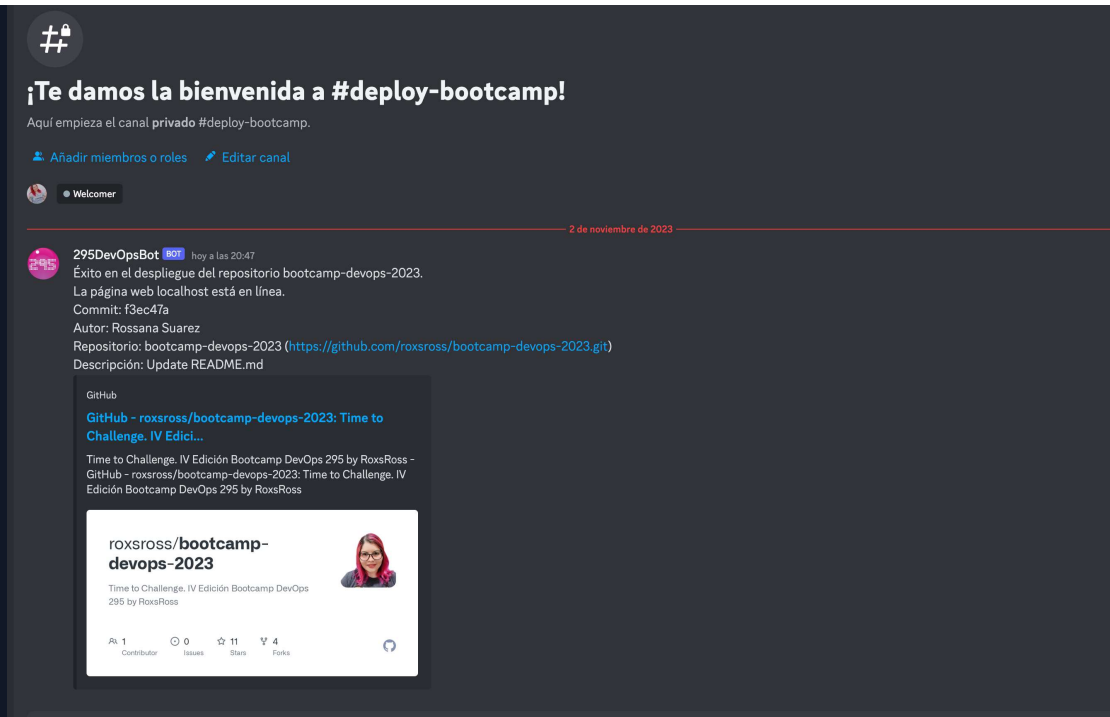 ¡Te damos la bienvenida a #deploy-bootcamp!
Aquí empieza el canal privado #deploy-bootcamp.
Añadir miembros o roles Editar canal
Welcomer
2 de noviembre de 2023
295
295DevOpsBot BOT hoy a las 20:47
Éxito en el despliegue del repositorio bootcamp-devops-2023.
La página web localhost está en línea.
Commit: f3ec47a
Autor: Rossana Suarez
Repositorio: bootcamp-devops-2023 (https://github.com/roxsross/bootcamp-devops-2023.git)
Descripción: Update README.md
GitHub
GitHub - roxsross/bootcamp-devops-2023: Time to
Challenge. IV Edici...
Time to Challenge. IV Edición Bootcamp DevOps 295 by RoxsRoss -
GitHub - roxsross/bootcamp-devops-2023: Time to Challenge. IV
Edición Bootcamp DevOps 295 by RoxsRoss
roxsross/bootcamp-
devops-2023
Time to Challenge. IV Edición Bootcamp DevOps
295 by RoxsRoss
1 0 11 4
Contributor Issues Stars Forks